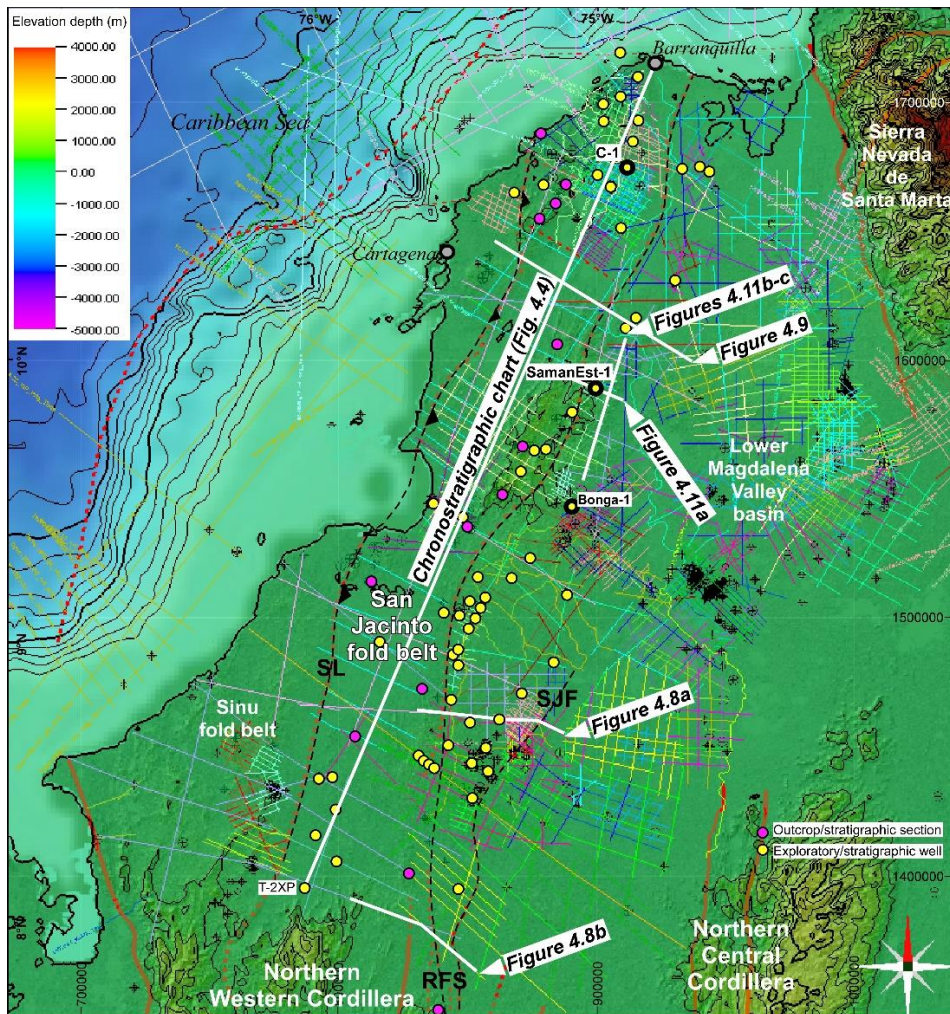 Elevation depth (m)
4000.00
3000.00
2000.00
1000.00
0.00
-1000.00
-2000.00
-3000.00
-4000.00
-5000.00
76°W
75°W
74°W
Barranquilla
1700000
Caribbean Sea
Sierra
Nevada
de
Santa Marta
C-1
Cartagena
Chronostratigraphic chart (Fig. 4.4)
Figures 4.11b-c
Figure 4.9
10°N
1600000
SamanEst-1
Figure 4.11a
Lower
Magdalena
Valley
basin
Bonga-1
San
Jacinto
fold belt
9°N
1500000
SL
SJF
Sinu
fold belt
Figure 4.8a
Outcrop/stratigraphic section
Exploratory/stratigraphic well
T-2XP
1400000
8°N
Figure 4.8b
Northern
Western Cordillera
RFS
Northern
Central
Cordillera
700000
900000
1000000